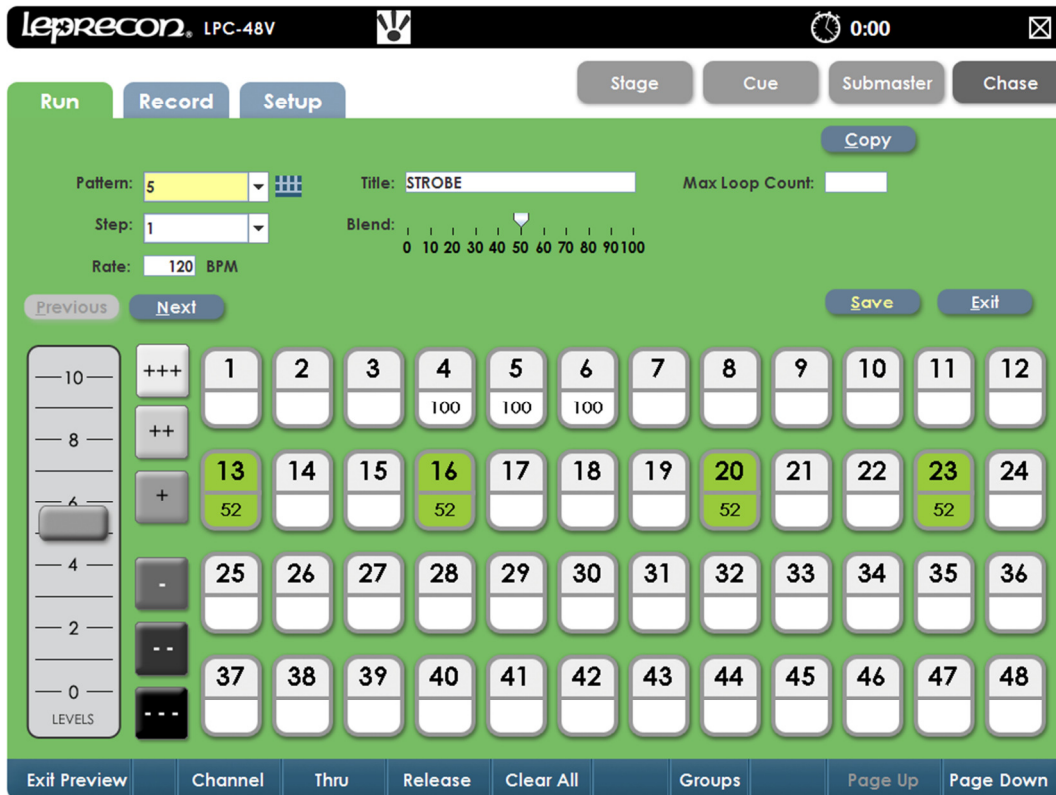 LEPRECON® LPC-48V 0:00
Run Record Setup Stage Cue Submaster Chase
Copy
Pattern: 5 Title: STROBE Max Loop Count:
Step: 1 Blend:
0 10 20 30 40 50 60 70 80 90 100
Rate: 120 BPM
Previous Next Save Exit
10 +++ 1 2 3 4 5 6 7 8 9 10 11 12
100 100 100
8 ++
6 + 13 14 15 16 17 18 19 20 21 22 23 24
52 52 52 52
4 - 25 26 27 28 29 30 31 32 33 34 35 36
2 - -
0 - - - 37 38 39 40 41 42 43 44 45 46 47 48
LEVELS
Exit Preview Channel Thru Release Clear All Groups Page Up Page Down